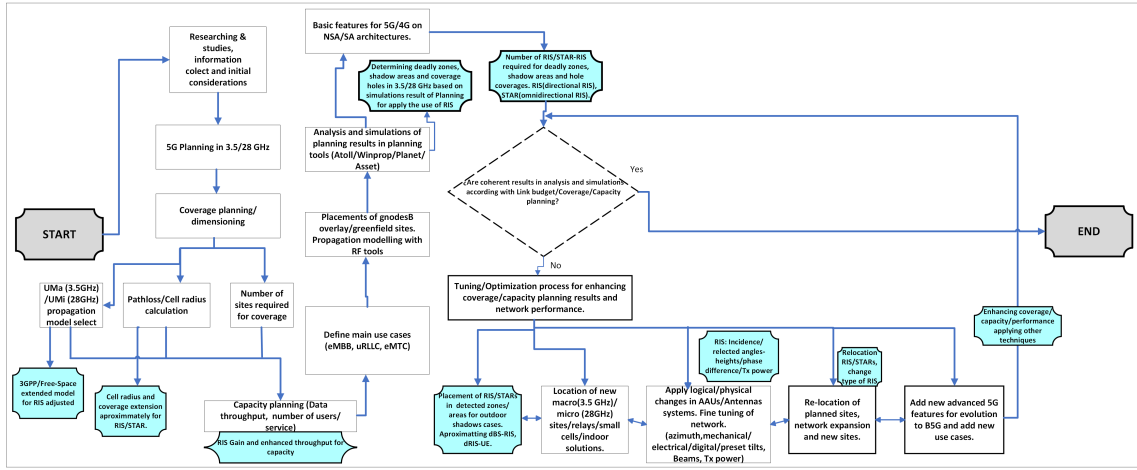 START
Researching &
studies,
information
colect and initial
considerations
5G Planning in 3.5/28 GHz
Coverage planning/
dimensioning
UMa (3.5GHz)
/UMi (28GHz)
propagation
model select
Pathloss/Cell radius
calculation
Number of
sites required
for coverage
3GPP/Free-Space
extended model
for RIS adjusted
Cell radius and
coverage extension
aproximmately for
RIS/STAR.
Capacity planning (Data
throughput, number of users/
service)
RIS Gain and enhanced throughput for
capacity
Define main use cases
(eMBB, uRLLC, eMTC)
Placements of gnodesB
overlay/greenfield sites.
Propagation modelling with
RF tools
Analysis and simulations of
planning results in planning
tools (Atoll/Winprop/Planet/
Asset)
Determining deadly zones,
shadow areas and coverage
holes in 3.5/28 GHz based on
simulations result of Planning
for apply the use of RIS
Basic features for 5G/4G on
NSA/SA architectures.
Number of RIS/STAR-RIS
required for deadly zones,
shadow areas and hole
coverages. RIS(directional RIS),
STAR(omnidirectional RIS).
¿Are coherent results in analysis and simulations
according with Link budget/Coverage/Capacity
planning?
Yes
END
No
Tuning/Optimization process for enhancing
coverage/capacity planning results and
network performance.
Enhancing coverage/
capacity/performance
applying other
techniques
RIS: Incidence/
relected angles-
heights/phase
difference/Tx power
Relocation
RIS/STARs,
change
type of RIS
Placement of RIS/STARs
in detected zones/
areas for outdoor
shadows cases.
Aproximatting dBS-RIS,
dRIS-UE.
Location of new
macro(3.5 GHz)/
micro (28GHz)
sites/relays/small
cells/indoor
solutions.
Apply logical/physical
changes in AAUs/Antennas
systems. Fine tuning of
network.
(azimuth,mechanical/
electrical/digital/preset tilts,
Beams, Tx power)
Re-location of
planned sites,
network expansion
and new sites.
Add new advanced 5G
features for evolution
to B5G and add new
use cases.